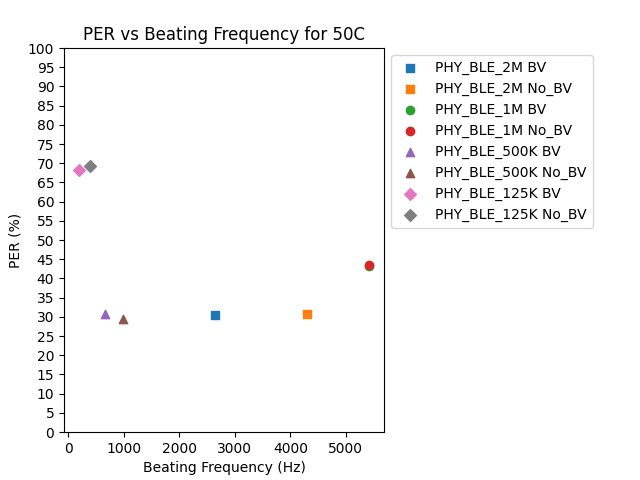 PER vs Beating Frequency for 50C
PER (%)
100
95
90
85
80
75
70
65
60
55
50
45
40
35
30
25
20
15
10
5
0
0 1000 2000 3000 4000 5000
Beating Frequency (Hz)
PHY_BLE_2M BV
PHY_BLE_2M No_BV
PHY_BLE_1M BV
PHY_BLE_1M No_BV
PHY_BLE_500K BV
PHY_BLE_500K No_BV
PHY_BLE_125K BV
PHY_BLE_125K No_BV